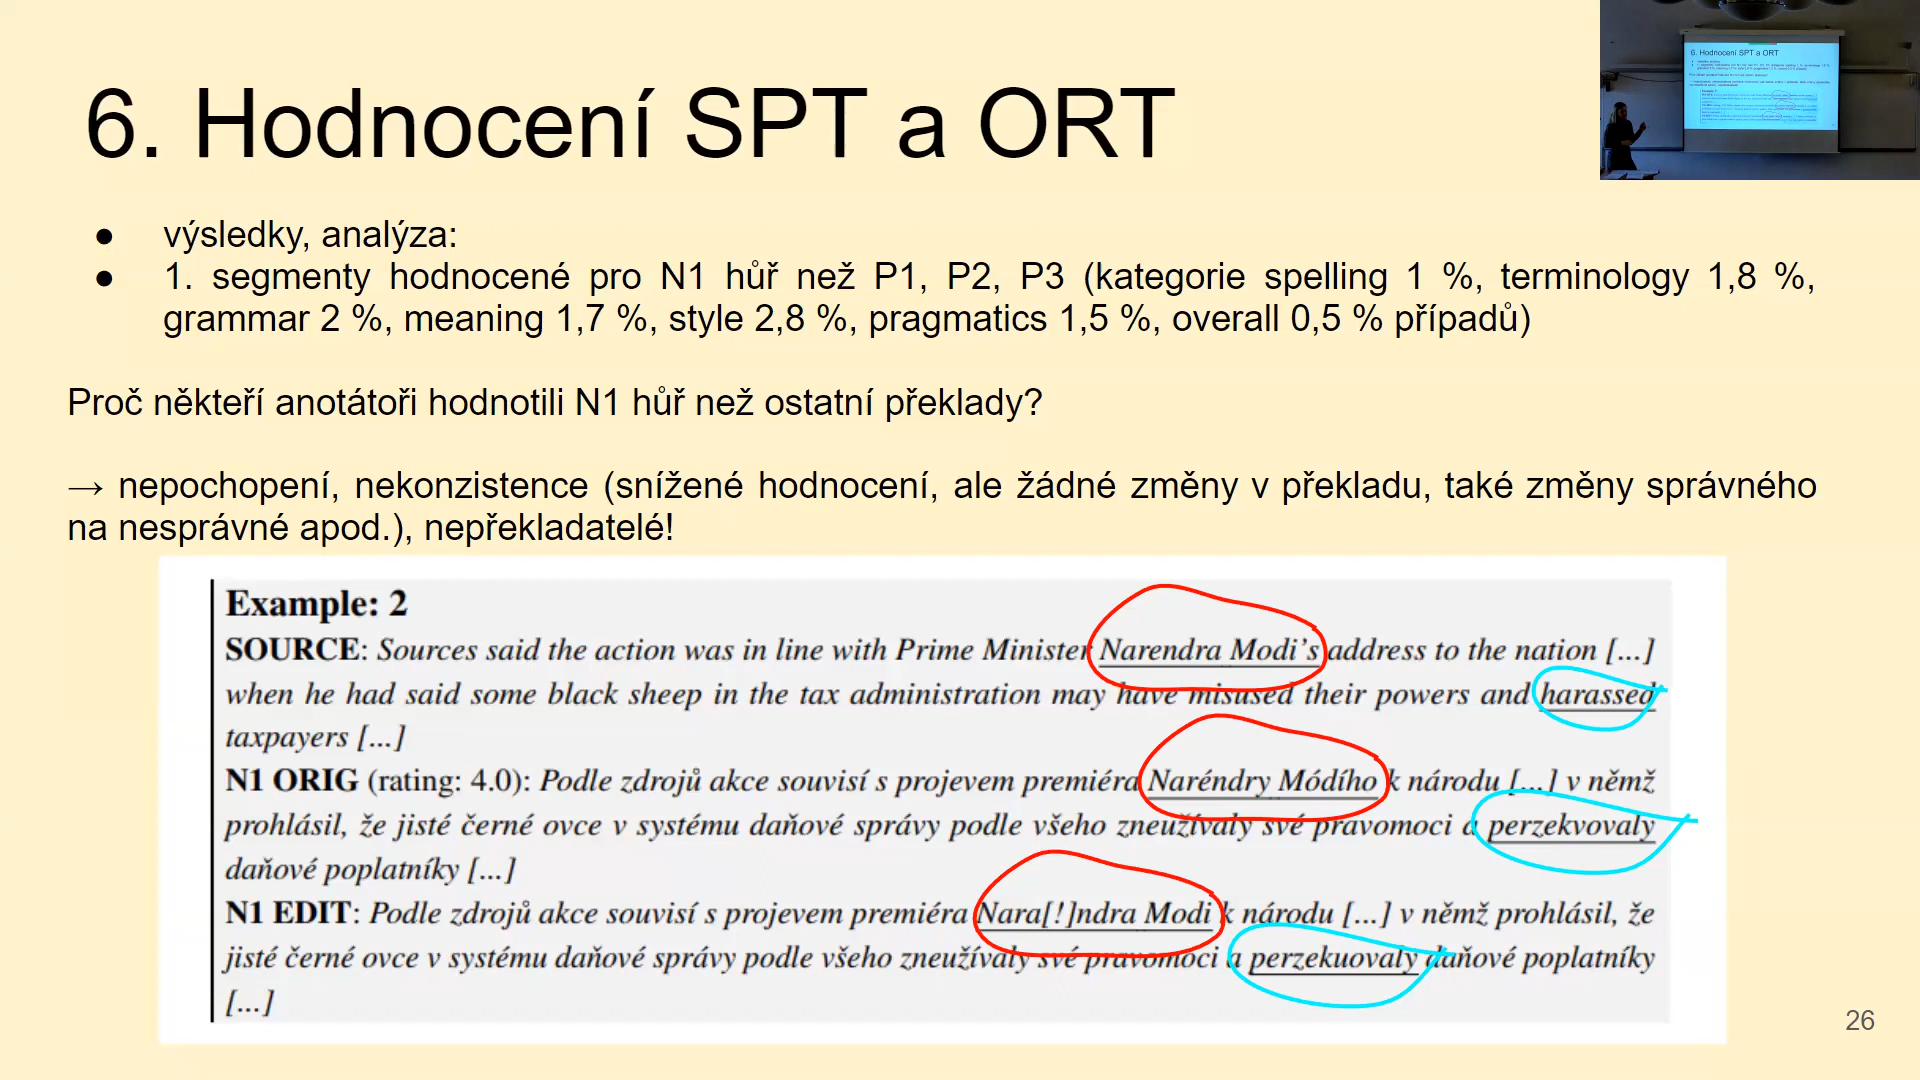 6. Hodnocení SPT a ORT
● výsledky, analýza:
● 1. segmenty hodnocené pro N1 hůř než P1, P2, P3 (kategorie spelling 1 %, terminology 1,8 %,
grammar 2 %, meaning 1,7 %, style 2,8 %, pragmatics 1,5 %, overall 0,5 % případů)
Proč někteří anotátoři hodnotili N1 hůř než ostatní překlady?
→ nepochopení, nekonzistence (snížené hodnocení, ale žádné změny v překladu, také změny správného
na nesprávné apod.), nepřekladatelé!
Example: 2
SOURCE: Sources said the action was in line with Prime Minister Narendra Modi's address to the nation [...]
when he had said some black sheep in the tax administration may have misused their powers and harassed
taxpayers [...]
N1 ORIG (rating: 4.0): Podle zdrojů akce souvisí s projevem premiéra Naréndry Módího k národu [...] v němž
prohlásil, že jisté černé ovce v systému daňové správy podle všeho zneužívaly své pravomoci a perzekvovaly
daňové poplatníky [...]
N1 EDIT: Podle zdrojů akce souvisí s projevem premiéra Nara[!]ndra Modi k národu [...] v němž prohlásil, že
jisté černé ovce v systému daňové správy podle všeho zneužívaly své pravomoci a perzekuovaly daňové poplatníky
[...]
26
6. Hodnocení SPT a ORT